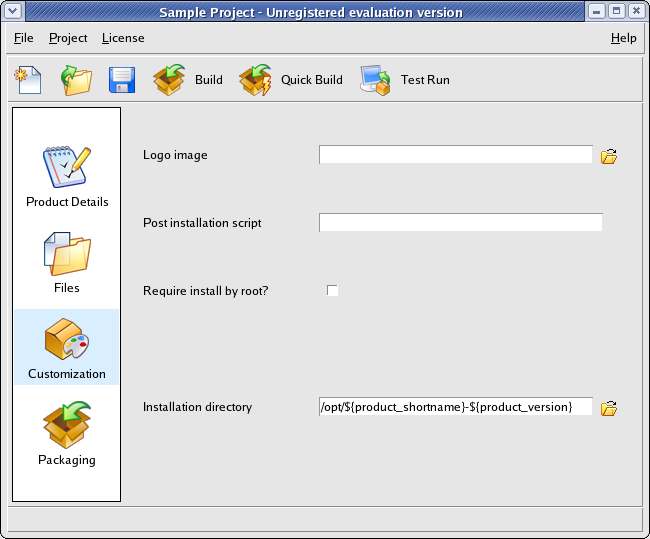 Sample Project - Unregistered evaluation version
File Project License Help
Build Quick Build Test Run
Product Details
Files
Customization
Packaging
Logo image
Post installation script
Require install by root?
Installation directory /opt/${product_shortname}-${product_version}